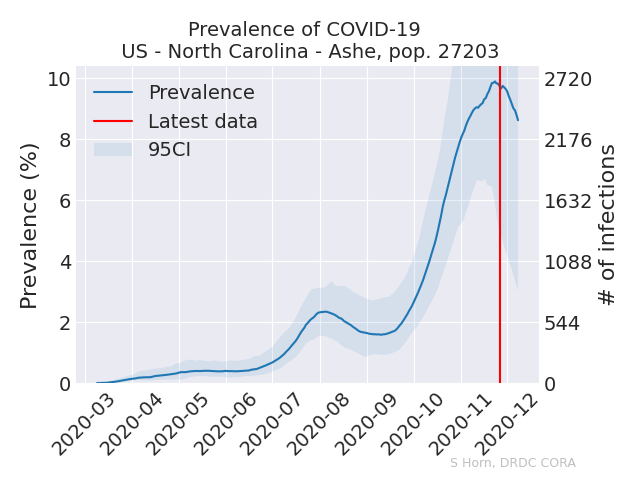 Prevalence of COVID-19
US - North Carolina - Ashe, pop. 27203
Prevalence
Latest data
95CI
Prevalence (%)
10
8
6
4
2
0
2720
2176
1632
1088
544
0
# of infections
2020-03
2020-04
2020-05
2020-06
2020-07
2020-08
2020-09
2020-10
2020-11
2020-12
S Horn, DRDC CORA